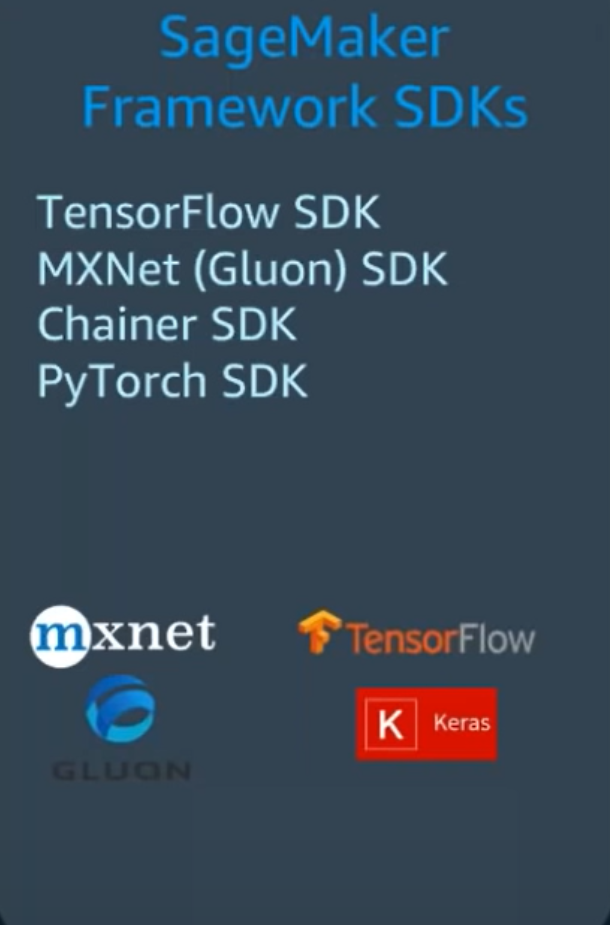 SageMaker
Framework SDKs
TensorFlow SDK
MXNet (Gluon) SDK
Chainer SDK
PyTorch SDK
mxnet
TensorFlow
GLUON
K Keras